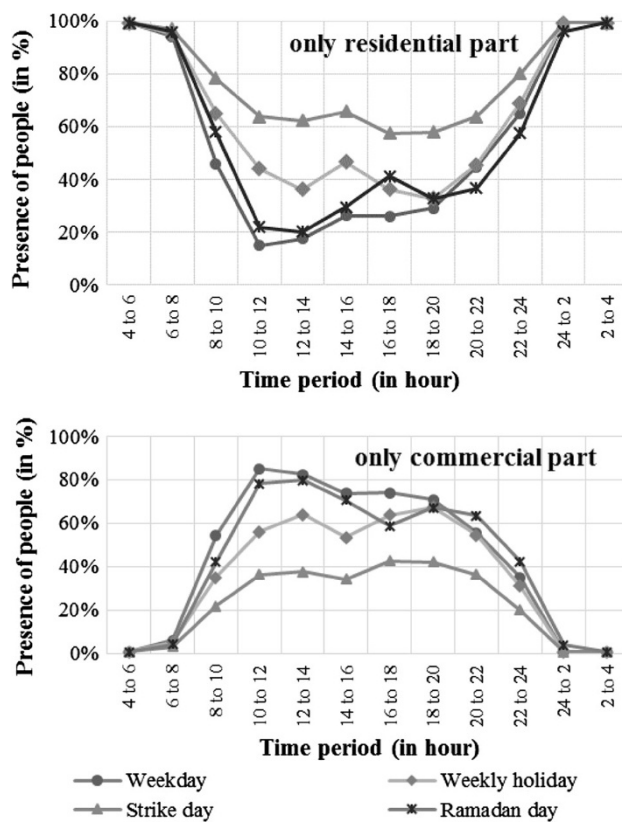 100%
80%
60%
40%
20%
0%
Presence of people (in %)
only residential part
4 to 6
6 to 8
8 to 10
10 to 12
12 to 14
14 to 16
16 to 18
18 to 20
20 to 22
22 to 24
24 to 2
2 to 4
Time period (in hour)
100%
80%
60%
40%
20%
0%
Presence of people (in %)
only commercial part
4 to 6
6 to 8
8 to 10
10 to 12
12 to 14
14 to 16
16 to 18
18 to 20
20 to 22
22 to 24
24 to 2
2 to 4
Time period (in hour)
Weekday
Weekly holiday
Strike day
Ramadan day